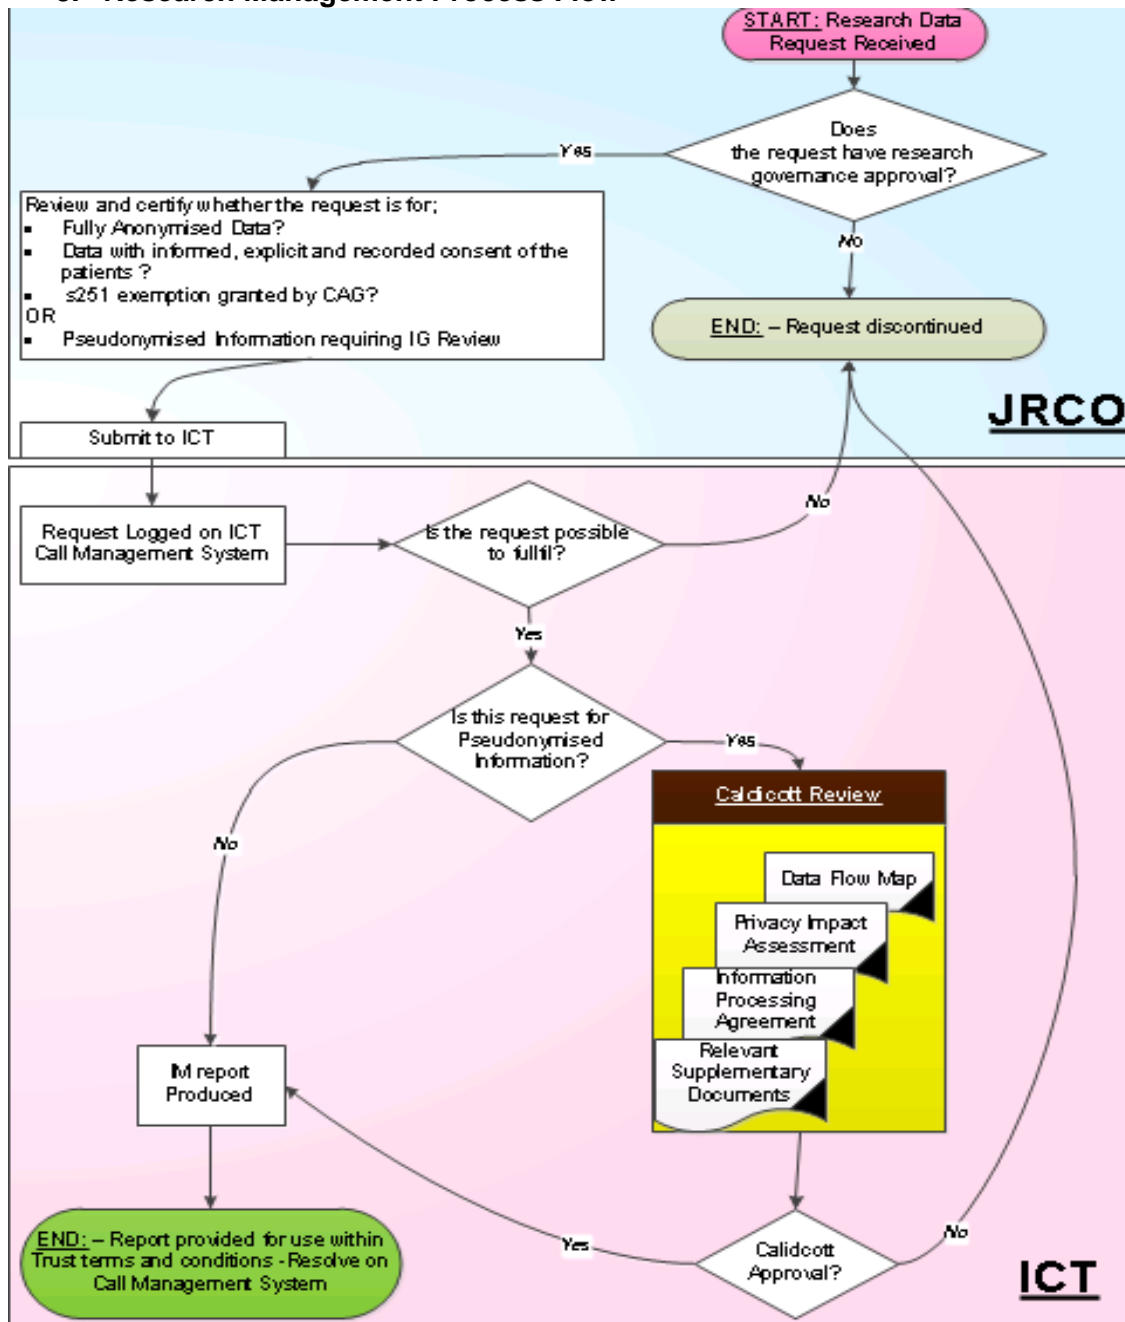 START: Research Data
Request Received
Does
the request have research
governance approval?
Yes
No
Review and certify whether the request is for;
▪ Fully Anonymised Data?
▪ Data with informed, explicit and recorded consent of the
patients ?
▪ s251 exemption granted by CAG?
OR
▪ Pseudonymised Information requiring IG Review
END: – Request discontinued
JRCO
Submit to ICT
Request Logged on ICT
Call Management System
Is the request possible
to fullfil?
No
Yes
Is this request for
Pseudonymised
Information?
Yes
No
Caldicott Review
Data Flow Map
Privacy Impact
Assessment
Information
Processing
Agreement
Relevant
Supplementary
Documents
IM report
Produced
END: – Report provided for use within
Trust terms and conditions - Resolve on
Call Management System
Yes
Calidcott
Approval?
No
ICT